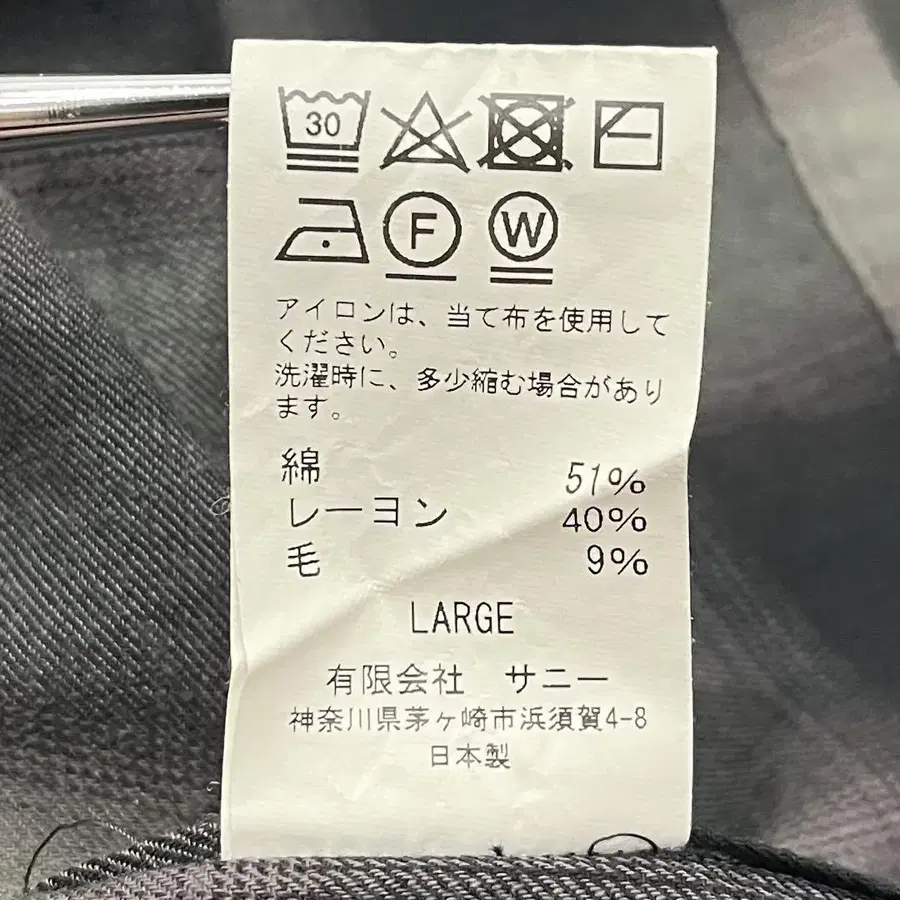 30
F W
アイロンは、当て布を使用して
ください。
洗濯時に、多少縮む場合があり
ます。
綿 51%
レーヨン 40%
毛 9%
LARGE
有限会社 サニー
神奈川県茅ヶ崎市浜須賀4-8
日本製